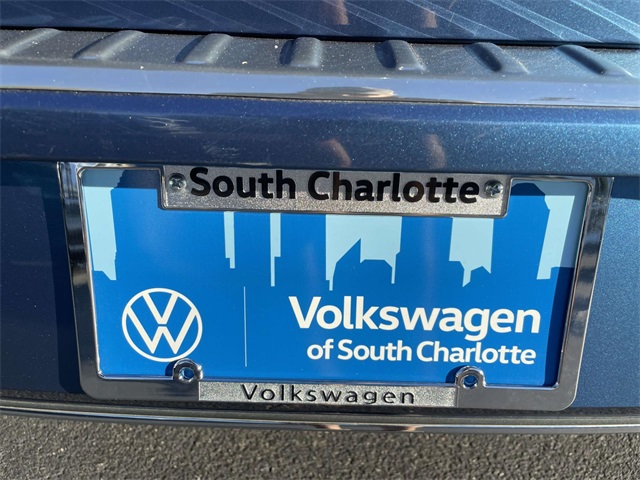 South Charlotte
Volkswagen
of South Charlotte
Volkswagen